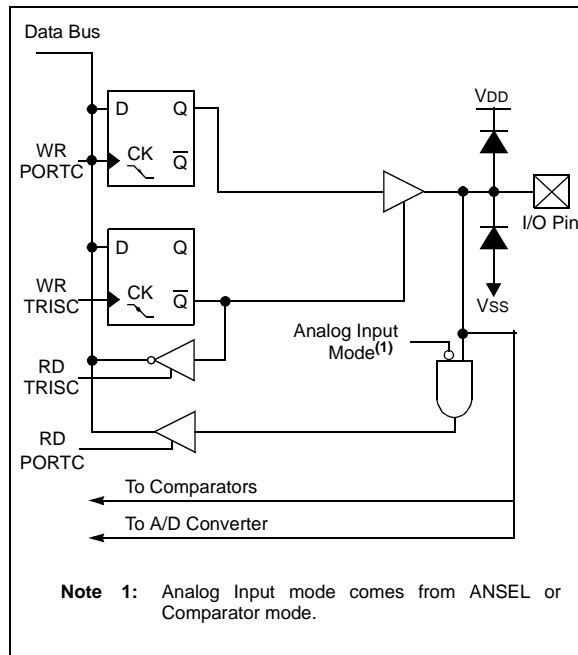 Data Bus
D Q
WR
PORTC
CK Q̅
VDD
I/O Pin
D Q
WR
TRISC
CK Q̅
VSS
Analog Input
Mode(1)
RD
TRISC
RD
PORTC
To Comparators
To A/D Converter
Note 1: Analog Input mode comes from ANSEL or
Comparator mode.